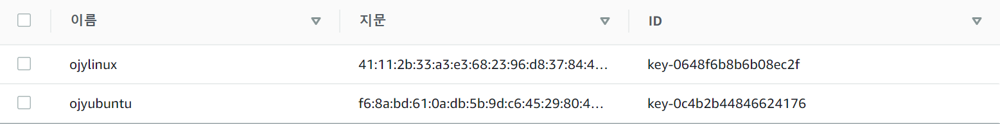 이름 지문 ID
ojylinux 41:11:2b:33:a3:e3:68:23:96:d8:37:84:4... key-0648f6b8b6b08ec2f
ojyubuntu f6:8a:bd:61:0a:db:5b:9d:c6:45:29:80:4... key-0c4b2b44846624176